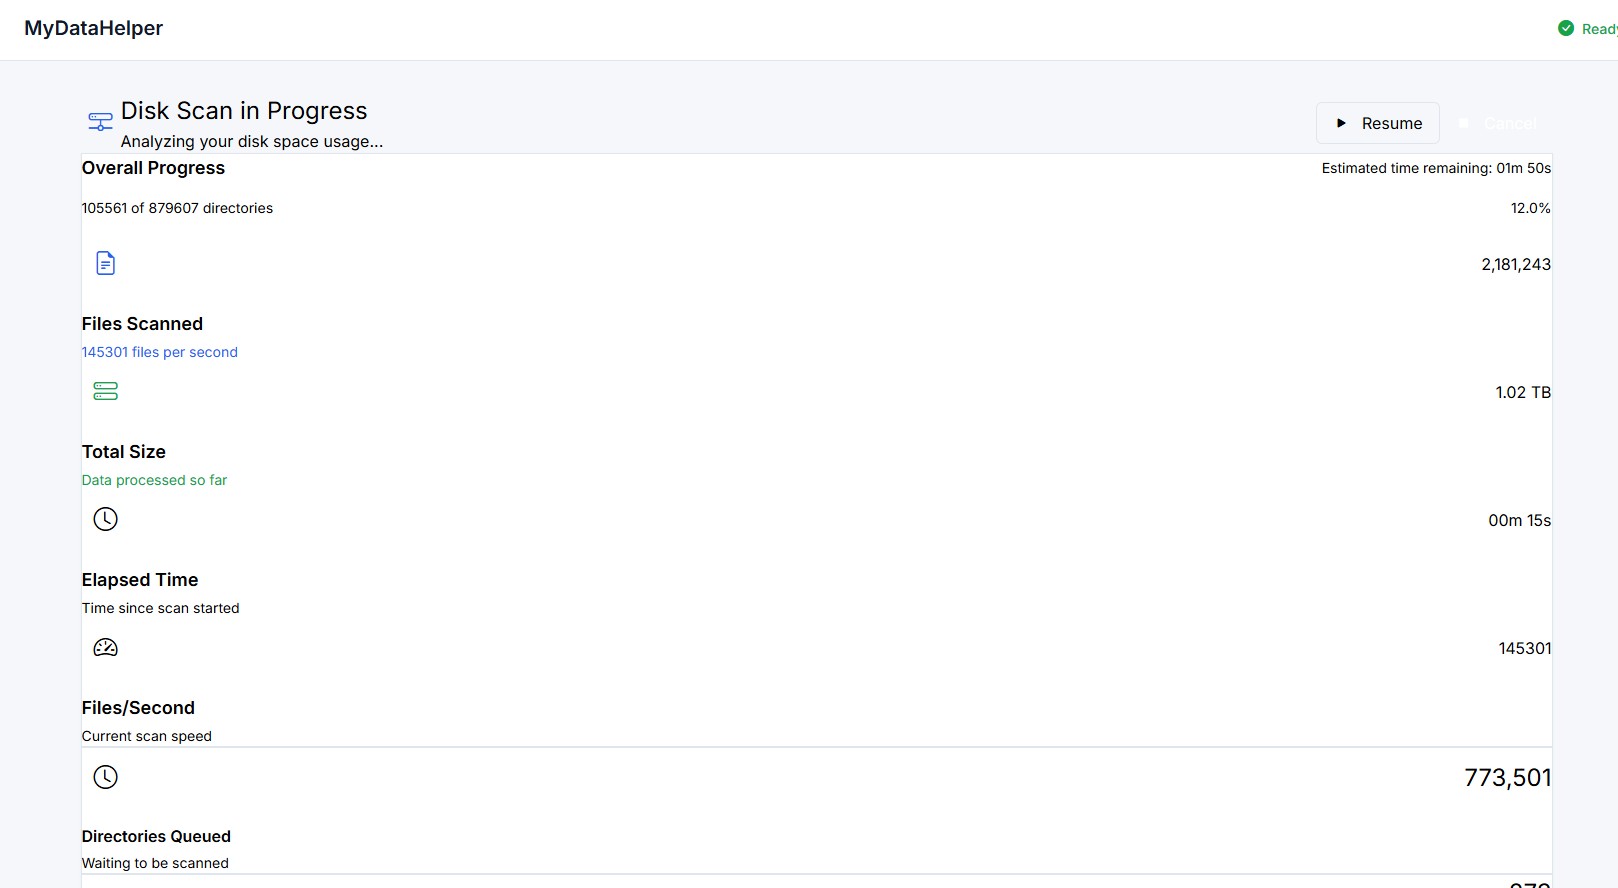 MyDataHelper
Ready
Disk Scan in Progress
Analyzing your disk space usage...
Resume
Cancel
Overall Progress
Estimated time remaining: 01m 50s
105561 of 879607 directories
12.0%
2,181,243
Files Scanned
145301 files per second
1.02 TB
Total Size
Data processed so far
00m 15s
Elapsed Time
Time since scan started
145301
Files/Second
Current scan speed
773,501
Directories Queued
Waiting to be scanned